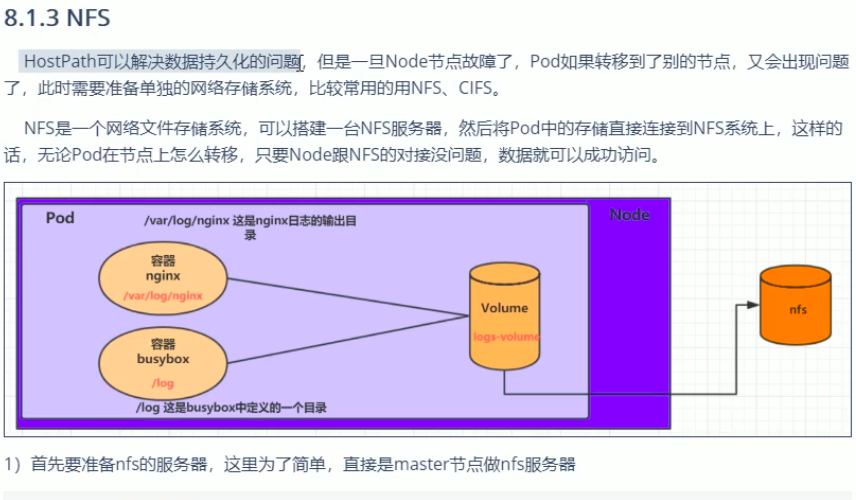 8.1.3 NFS
HostPath可以解决数据持久化的问题，但是一旦Node节点故障了，Pod如果转移到了别的节点，又会出现问题
了，此时需要准备单独的网络存储系统，比较常用的用NFS、CIFS。
NFS是一个网络文件存储系统，可以搭建一台NFS服务器，然后将Pod中的存储直接连接到NFS系统上，这样的
话，无论Pod在节点上怎么转移，只要Node跟NFS的对接没问题，数据就可以成功访问。
Pod
/var/log/nginx 这是nginx日志的输出目
录
Node
容器
nginx
/var/log/nginx
Volume
logs-volume
nfs
容器
busybox
/log
/log 这是busybox中定义的一个目录
1）首先要准备nfs的服务器，这里为了简单，直接是master节点做nfs服务器